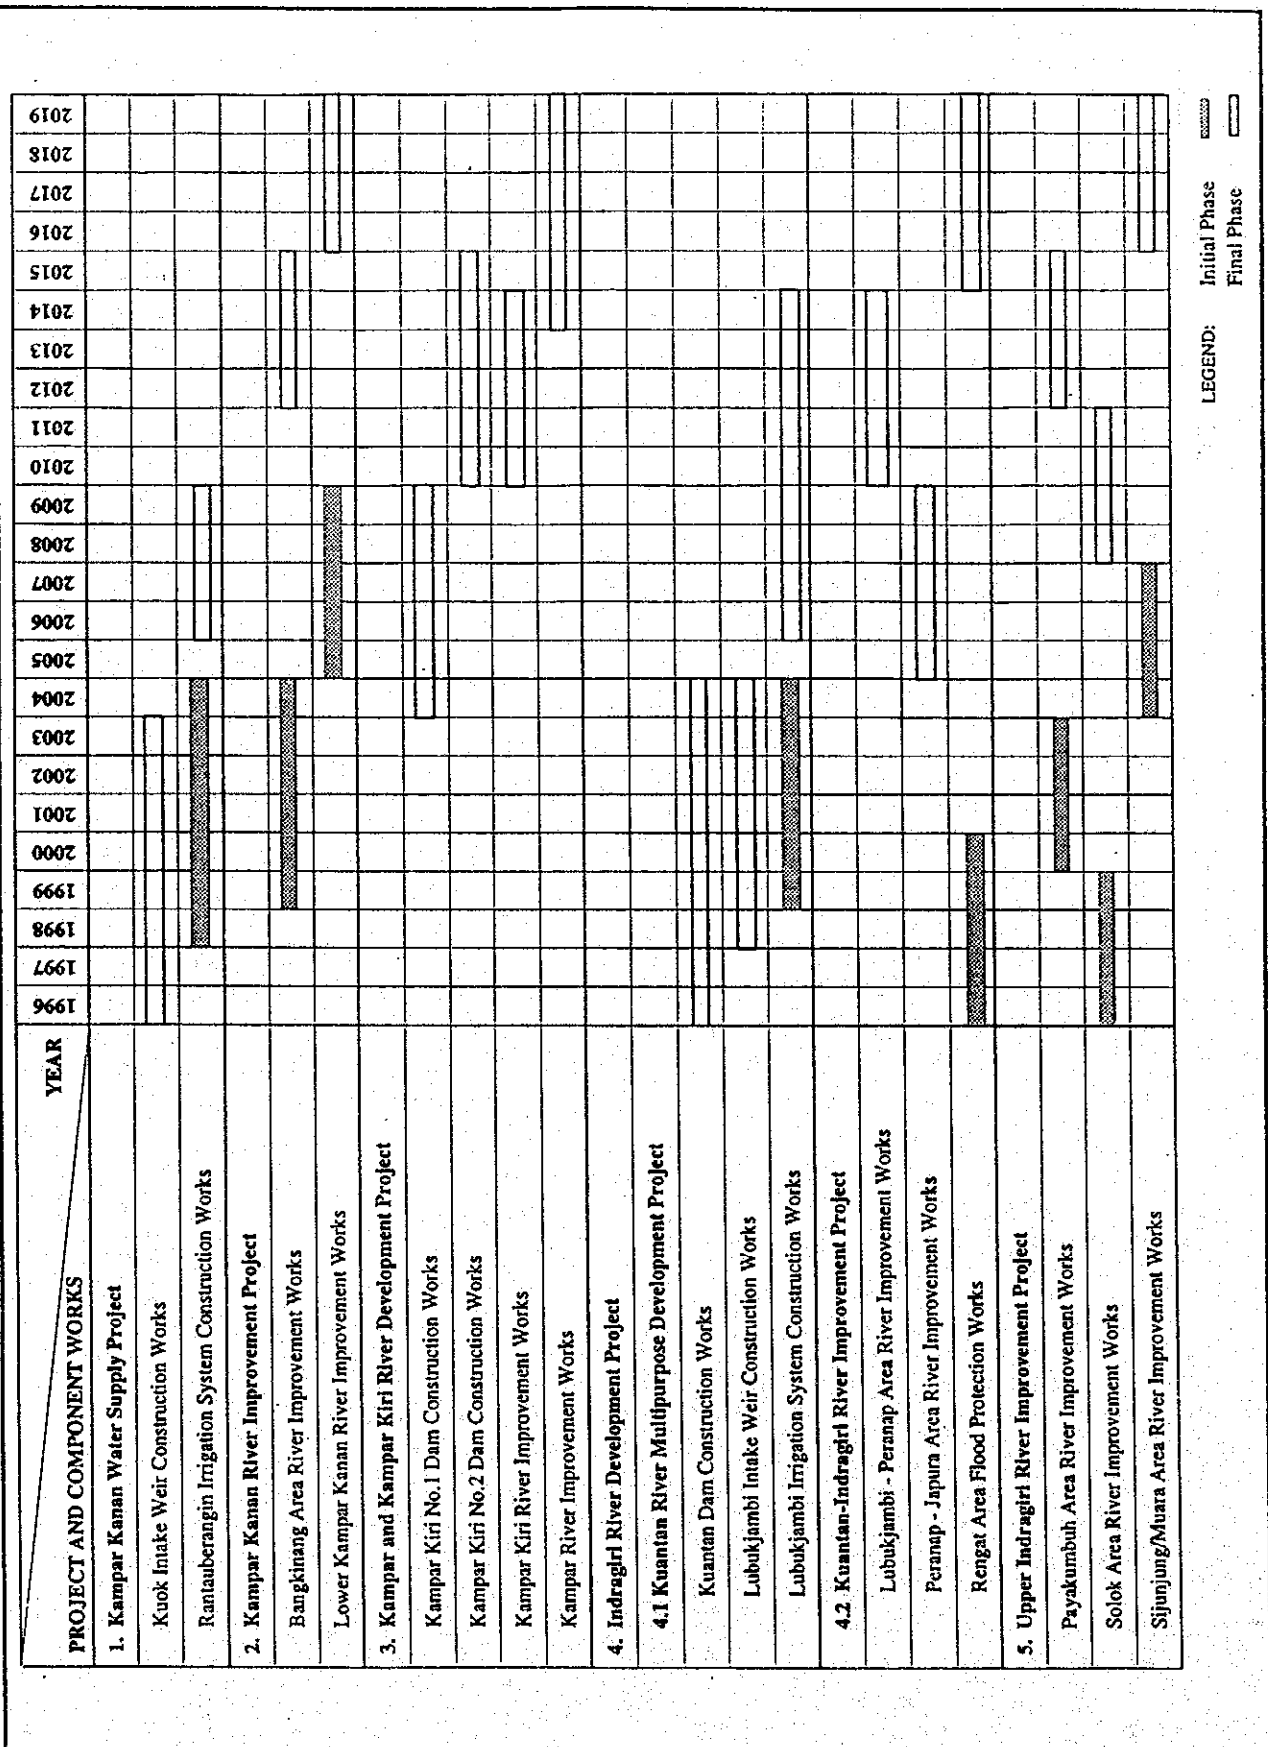 PROJECT AND COMPONENT WORKS
YEAR
1996
1997
1998
1999
2000
2001
2002
2003
2004
2005
2006
2007
2008
2009
2010
2011
2012
2013
2014
2015
2016
2017
2018
2019
1. Kampar Kanan Water Supply Project
Kuok Intake Weir Construction Works
Rantauberangin Irrigation System Construction Works
2. Kampar Kanan River Improvement Project
Bangkinang Area River Improvement Works
Lower Kampar Kanan River Improvement Works
3. Kampar and Kampar Kiri River Development Project
Kampar Kiri No.1 Dam Construction Works
Kampar Kiri No.2 Dam Construction Works
Kampar Kiri River Improvement Works
Kampar River Improvement Works
4. Indragiri River Development Project
4.1 Kuantan River Multipurpose Development Project
Kuantan Dam Construction Works
Lubukjambi Intake Weir Construction Works
Lubukjambi Irrigation System Construction Works
4.2 Kuantan-Indragiri River Improvement Project
Lubukjambi - Peranap Area River Improvement Works
Peranap - Japura Area River Improvement Works
Rengat Area Flood Protection Works
5. Upper Indragiri River Improvement Project
Payakumbuh Area River Improvement Works
Solok Area River Improvement Works
Sijunjung/Muara Area River Improvement Works
LEGEND:
Initial Phase
Final Phase